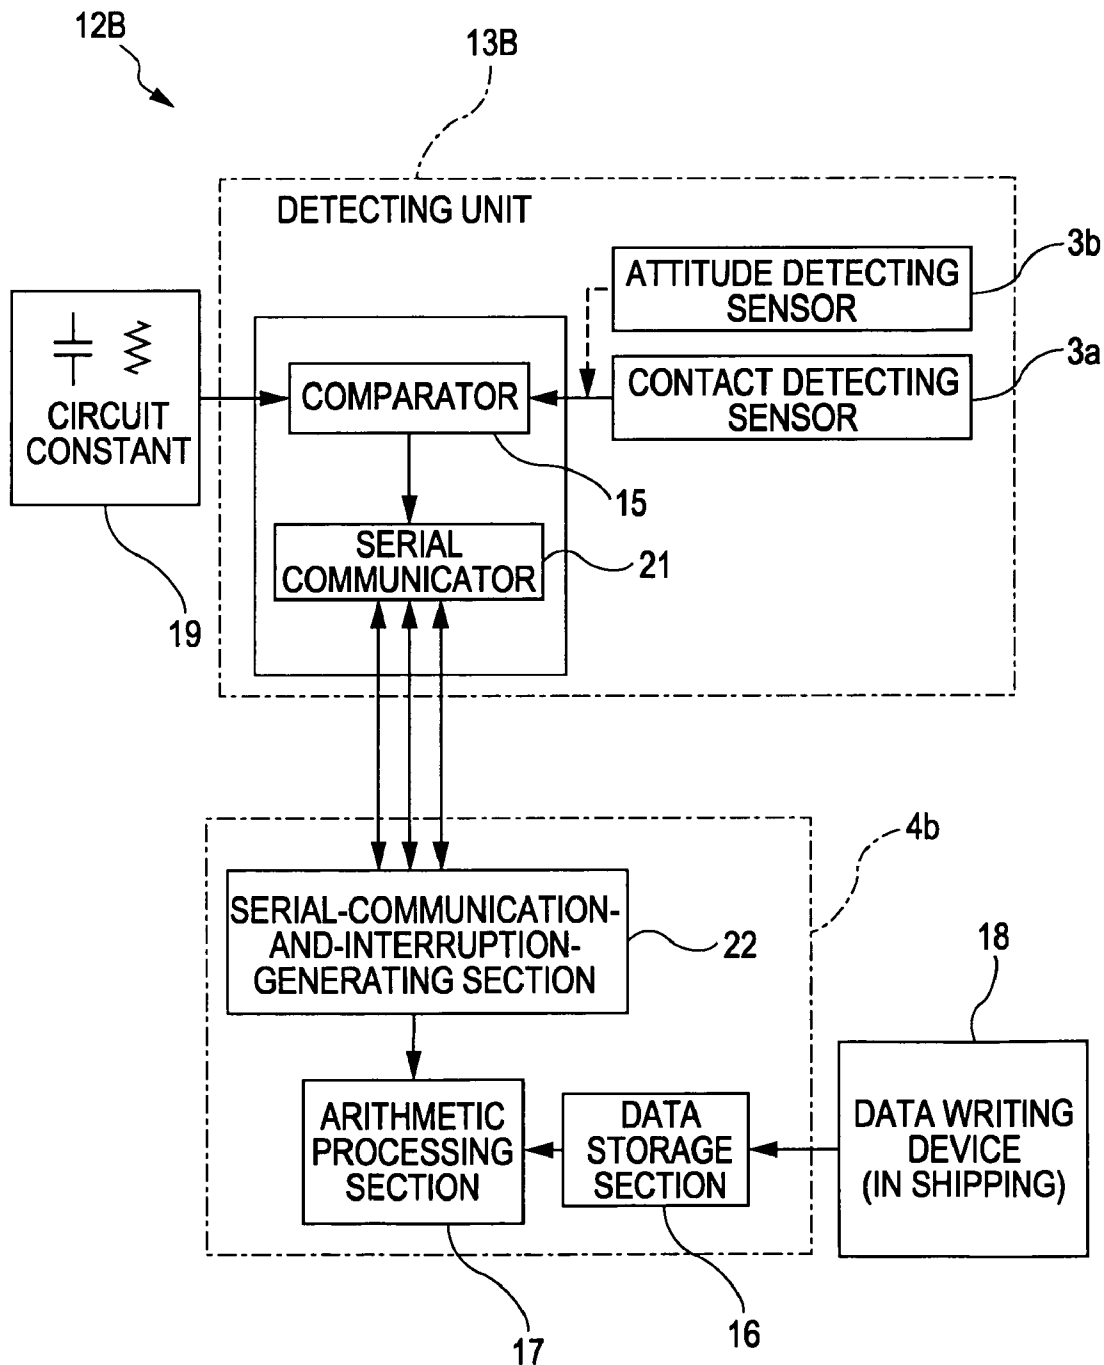 12B
13B
DETECTING UNIT
3b
ATTITUDE DETECTING
SENSOR
3a
CONTACT DETECTING
SENSOR
COMPARATOR
CIRCUIT
CONSTANT
15
SERIAL
COMMUNICATOR
21
19
4b
SERIAL-COMMUNICATION-
AND-INTERRUPTION-
GENERATING SECTION
22
18
ARITHMETIC
PROCESSING
SECTION
DATA
STORAGE
SECTION
DATA WRITING
DEVICE
(IN SHIPPING)
17
16